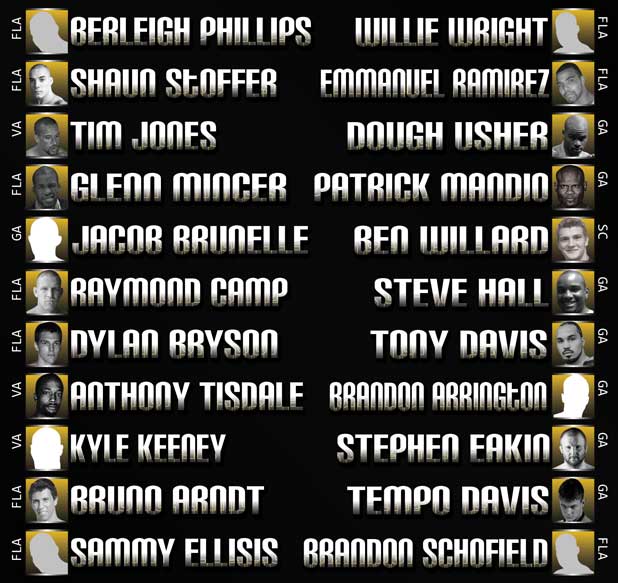 FLA BERLEIGH PHILLIPS WILLIE WRIGHT FLA
FLA SHAUN STOFFER EMMANUEL RAMIREZ FLA
VA TIM JONES DOUGH USHER GA
FLA GLENN MINCER PATRICK MANDIO GA
GA JACOB BRUNELLE BEN WILLARD SC
FLA RAYMOND CAMP STEVE HALL GA
FLA DYLAN BRYSON TONY DAVIS GA
VA ANTHONY TISDALE BRANDON ARRINGTON GA
VA KYLE KEENEY STEPHEN EAKIN GA
FLA BRUNO ARNDT TEMPO DAVIS GA
FLA SAMMY ELLISIS BRANDON SCHOFIELD FLA